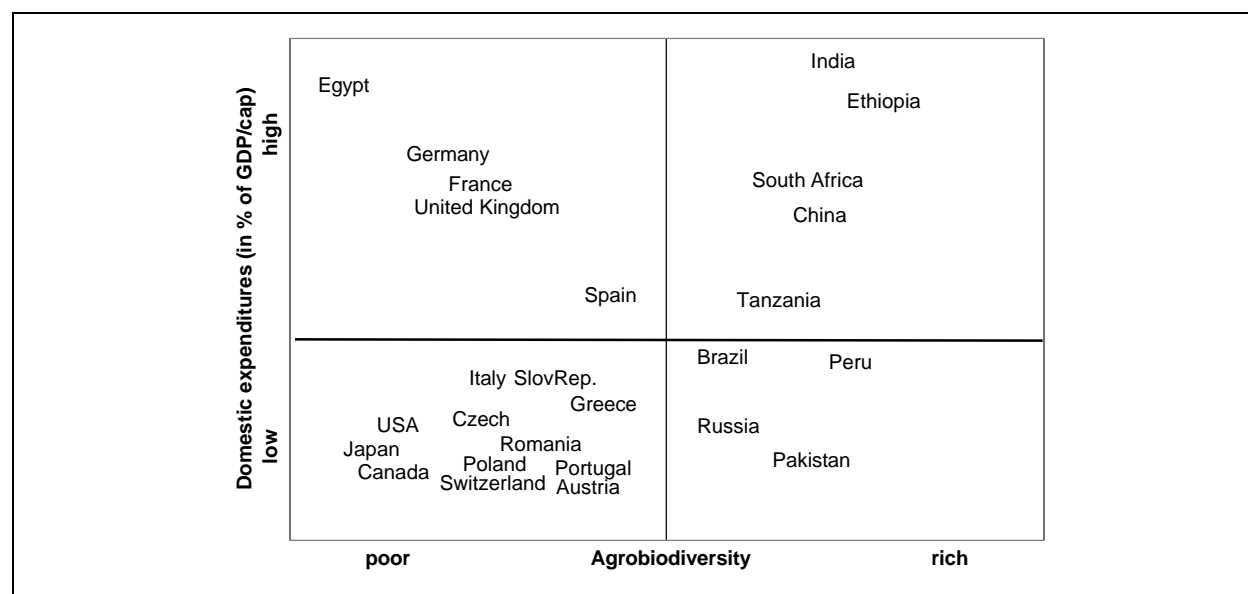 Domestic expenditures (in % of GDP/cap)
high
low
India
Egypt
Ethiopia
Germany
South Africa
France
United Kingdom
China
Spain
Tanzania
Brazil
Peru
Italy SlovRep.
Greece
Czech
USA
Russia
Romania
Japan
Pakistan
Poland
Portugal
Canada
Switzerland
Austria
poor
Agrobiodiversity
rich